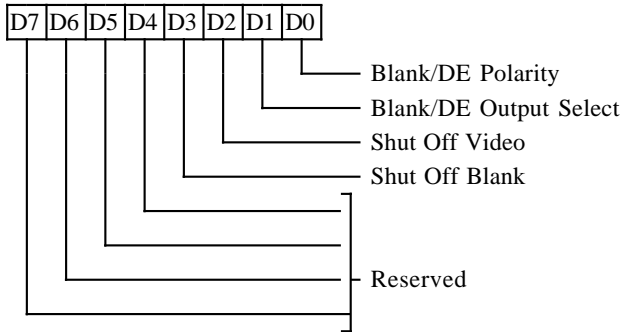 D7 D6 D5 D4 D3 D2 D1 D0
Blank/DE Polarity
Blank/DE Output Select
Shut Off Video
Shut Off Blank
Reserved